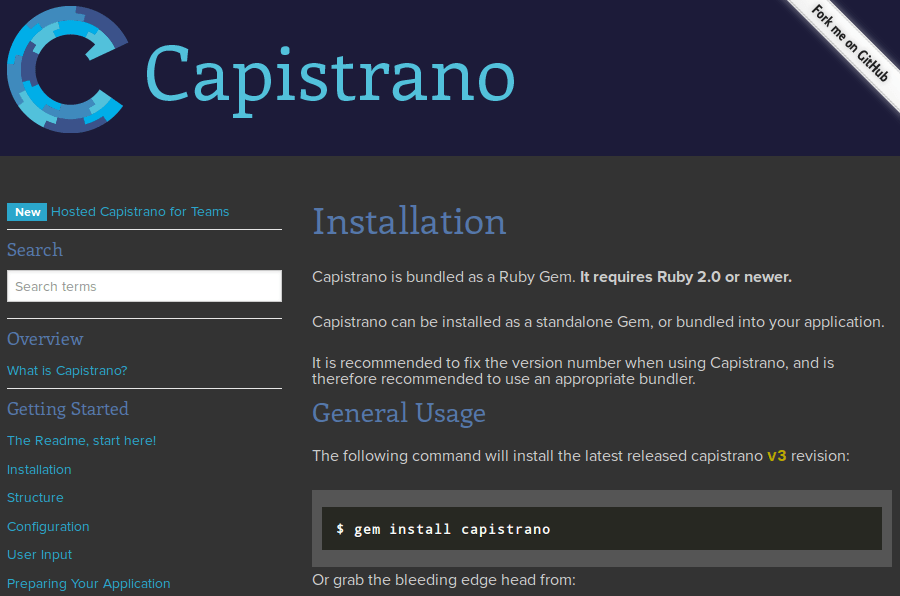 Capistrano
Fork me on GitHub
New Hosted Capistrano for Teams
Search
Search terms
Overview
What is Capistrano?
Getting Started
The Readme, start here!
Installation
Structure
Configuration
User Input
Preparing Your Application
Installation
Capistrano is bundled as a Ruby Gem. It requires Ruby 2.0 or newer.
Capistrano can be installed as a standalone Gem, or bundled into your application.
It is recommended to fix the version number when using Capistrano, and is
therefore recommended to use an appropriate bundler.
General Usage
The following command will install the latest released capistrano v3 revision:
$ gem install capistrano
Or grab the bleeding edge head from: